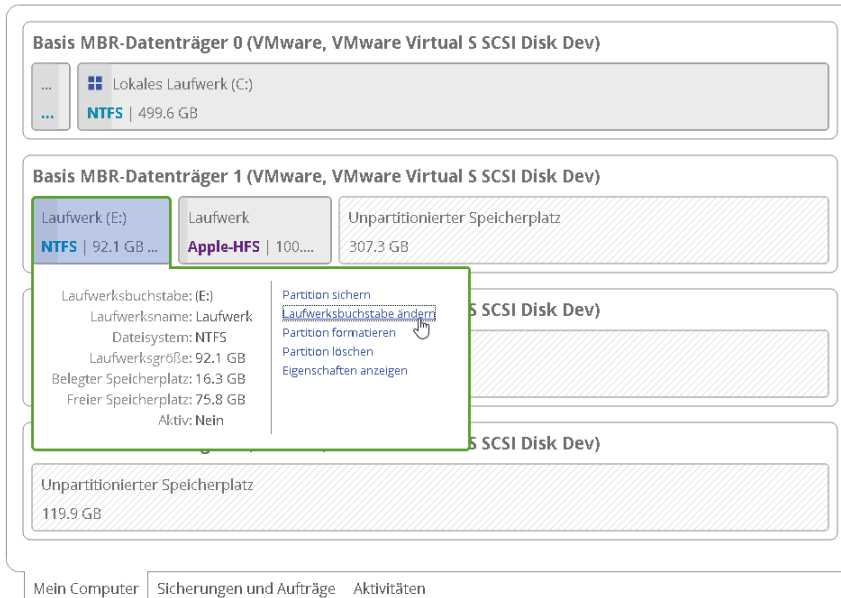 Basis MBR-Datenträger 0 (VMware, VMware Virtual S SCSI Disk Dev)
...
...
Lokales Laufwerk (C:)
NTFS | 499.6 GB
Basis MBR-Datenträger 1 (VMware, VMware Virtual S SCSI Disk Dev)
Laufwerk (E:)
NTFS | 92.1 GB ...
Laufwerk
Apple-HFS | 100....
Unpartitionierter Speicherplatz
307.3 GB
Laufwerksbuchstabe: (E:)
Laufwerksname: Laufwerk
Dateisystem: NTFS
Laufwerksgröße: 92.1 GB
Belegter Speicherplatz: 16.3 GB
Freier Speicherplatz: 75.8 GB
Aktiv: Nein
Partition sichern
Laufwerksbuchstabe ändern
Partition formatieren
Partition löschen
Eigenschaften anzeigen
S SCSI Disk Dev)
S SCSI Disk Dev)
Unpartitionierter Speicherplatz
119.9 GB
Mein Computer
Sicherungen und Aufträge
Aktivitäten